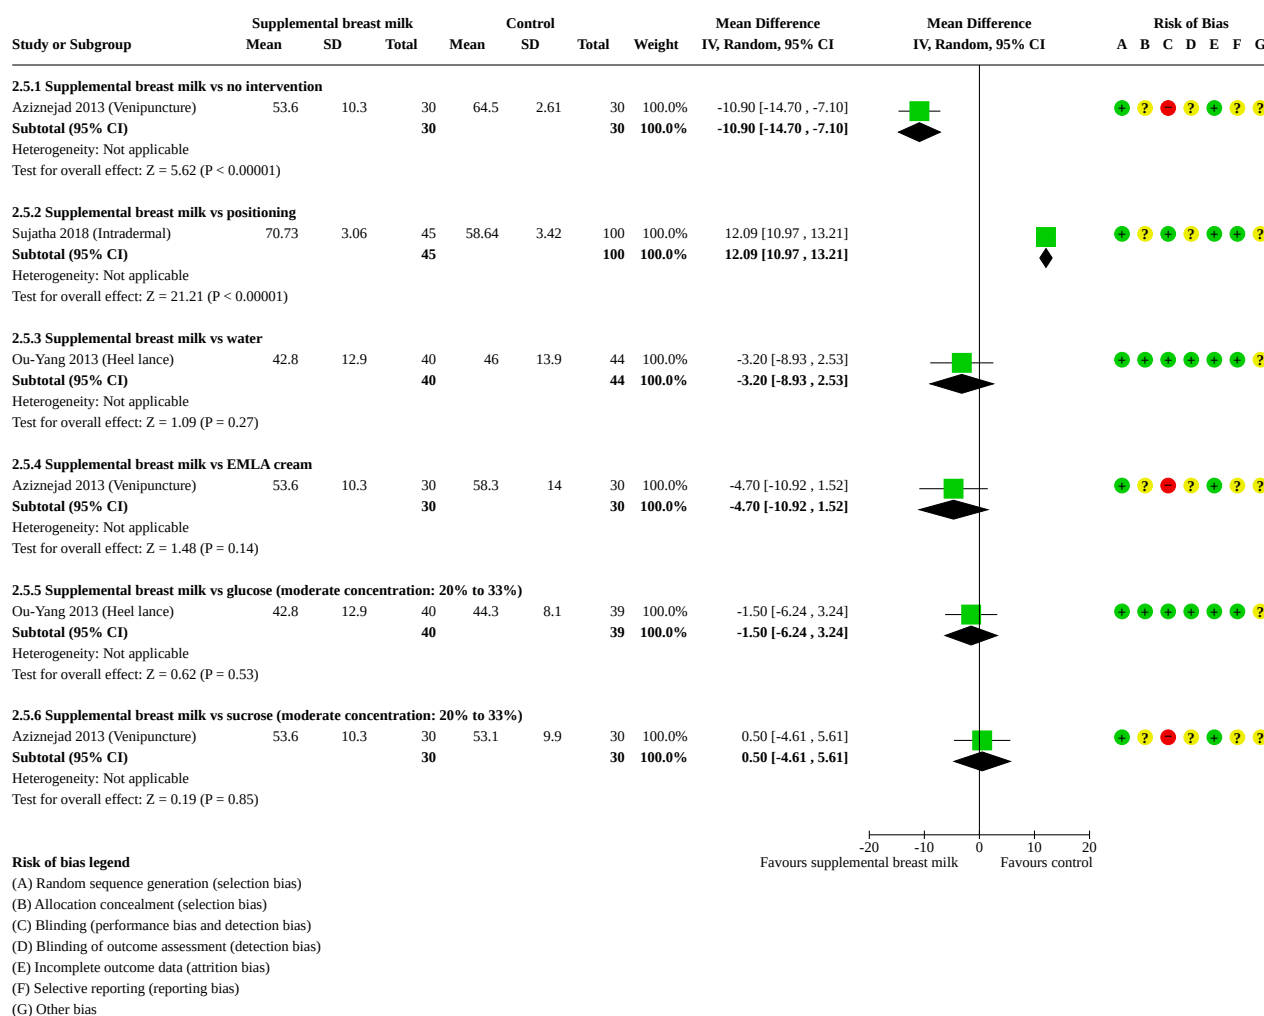 Supplemental breast milk Control Mean Difference Mean Difference Risk of Bias
Study or Subgroup Mean SD Total Mean SD Total Weight IV, Random, 95% CI IV, Random, 95% CI A B C D E F G
2.5.1 Supplemental breast milk vs no intervention
Aziznejad 2013 (Venipuncture) 53.6 10.3 30 64.5 2.61 30 100.0% -10.90 [-14.70 , -7.10] + ? − ? + ? ?
Subtotal (95% CI) 30 30 100.0% -10.90 [-14.70 , -7.10]
Heterogeneity: Not applicable
Test for overall effect: Z = 5.62 (P < 0.00001)
2.5.2 Supplemental breast milk vs positioning
Sujatha 2018 (Intradermal) 70.73 3.06 45 58.64 3.42 100 100.0% 12.09 [10.97 , 13.21] + ? + ? + + ?
Subtotal (95% CI) 45 100 100.0% 12.09 [10.97 , 13.21]
Heterogeneity: Not applicable
Test for overall effect: Z = 21.21 (P < 0.00001)
2.5.3 Supplemental breast milk vs water
Ou-Yang 2013 (Heel lance) 42.8 12.9 40 46 13.9 44 100.0% -3.20 [-8.93 , 2.53] + + + + + + ?
Subtotal (95% CI) 40 44 100.0% -3.20 [-8.93 , 2.53]
Heterogeneity: Not applicable
Test for overall effect: Z = 1.09 (P = 0.27)
2.5.4 Supplemental breast milk vs EMLA cream
Aziznejad 2013 (Venipuncture) 53.6 10.3 30 58.3 14 30 100.0% -4.70 [-10.92 , 1.52] + ? − ? + ? ?
Subtotal (95% CI) 30 30 100.0% -4.70 [-10.92 , 1.52]
Heterogeneity: Not applicable
Test for overall effect: Z = 1.48 (P = 0.14)
2.5.5 Supplemental breast milk vs glucose (moderate concentration: 20% to 33%)
Ou-Yang 2013 (Heel lance) 42.8 12.9 40 44.3 8.1 39 100.0% -1.50 [-6.24 , 3.24] + + + + + + ?
Subtotal (95% CI) 40 39 100.0% -1.50 [-6.24 , 3.24]
Heterogeneity: Not applicable
Test for overall effect: Z = 0.62 (P = 0.53)
2.5.6 Supplemental breast milk vs sucrose (moderate concentration: 20% to 33%)
Aziznejad 2013 (Venipuncture) 53.6 10.3 30 53.1 9.9 30 100.0% 0.50 [-4.61 , 5.61] + ? − ? + ? ?
Subtotal (95% CI) 30 30 100.0% 0.50 [-4.61 , 5.61]
Heterogeneity: Not applicable
Test for overall effect: Z = 0.19 (P = 0.85)
-20 -10 0 10 20
Favours supplemental breast milk Favours control
Risk of bias legend
(A) Random sequence generation (selection bias)
(B) Allocation concealment (selection bias)
(C) Blinding (performance bias and detection bias)
(D) Blinding of outcome assessment (detection bias)
(E) Incomplete outcome data (attrition bias)
(F) Selective reporting (reporting bias)
(G) Other bias